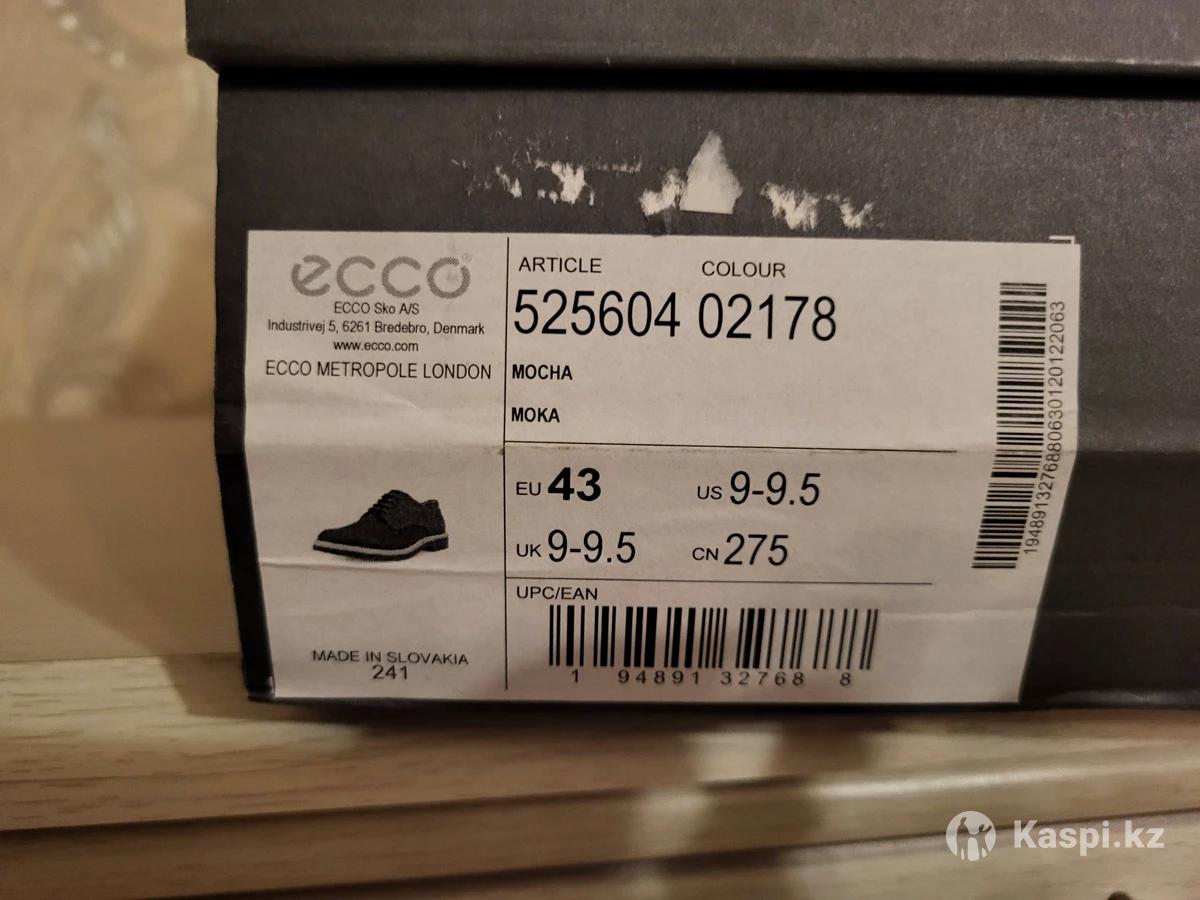 ecco®
ECCO Sko A/S
Industrivej 5, 6261 Bredebro, Denmark
www.ecco.com
ECCO METROPOLE LONDON
MADE IN SLOVAKIA
241
ARTICLE COLOUR
525604 02178
MOCHA
MOKA
EU 43 US 9-9.5
UK 9-9.5 CN 275
UPC/EAN
1 94891 32768 8
1948913276880630120122063
Kaspi.kz